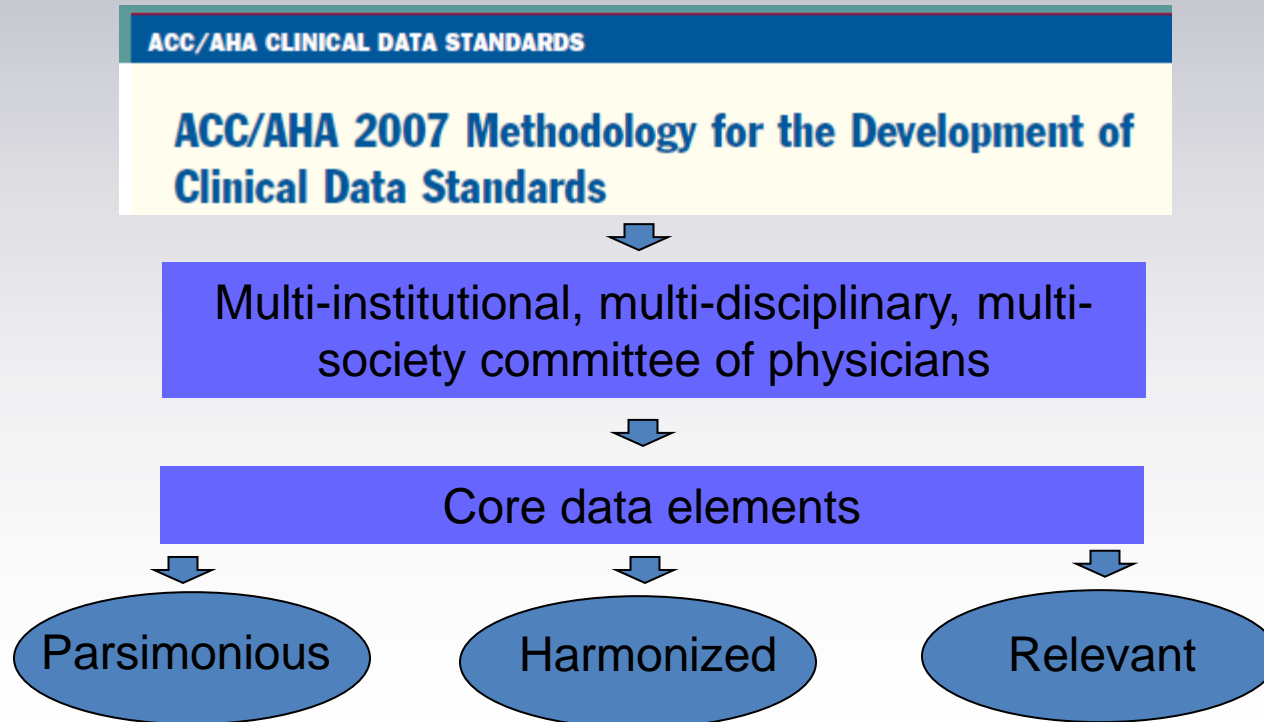 ACC/AHA CLINICAL DATA STANDARDS
ACC/AHA 2007 Methodology for the Development of
Clinical Data Standards
Multi-institutional, multi-disciplinary, multi-
society committee of physicians
Core data elements
Parsimonious
Harmonized
Relevant